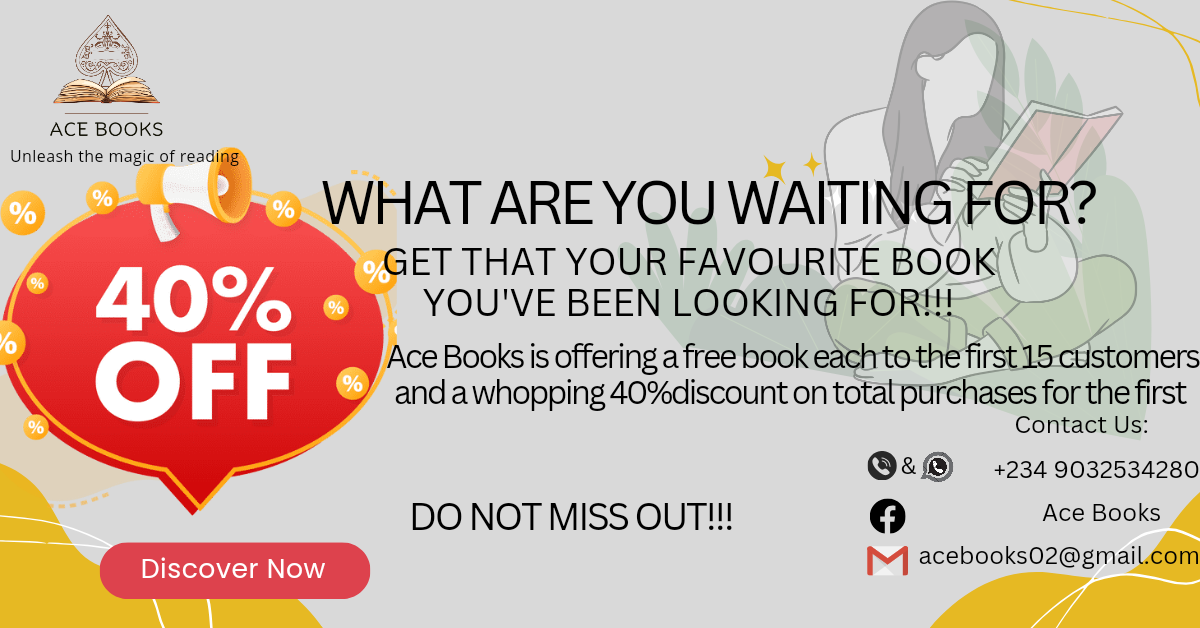 ACE BOOKS
Unleash the magic of reading
%
%
%
%
%
%
%
%
%
40%
OFF
WHAT ARE YOU WAITING FOR?
GET THAT YOUR FAVOURITE BOOK
YOU'VE BEEN LOOKING FOR!!!
Ace Books is offering a free book each to the first 15 customers
and a whopping 40%discount on total purchases for the first
Contact Us:
& +234 9032534280
Ace Books
acebooks02@gmail.com
DO NOT MISS OUT!!!
Discover Now